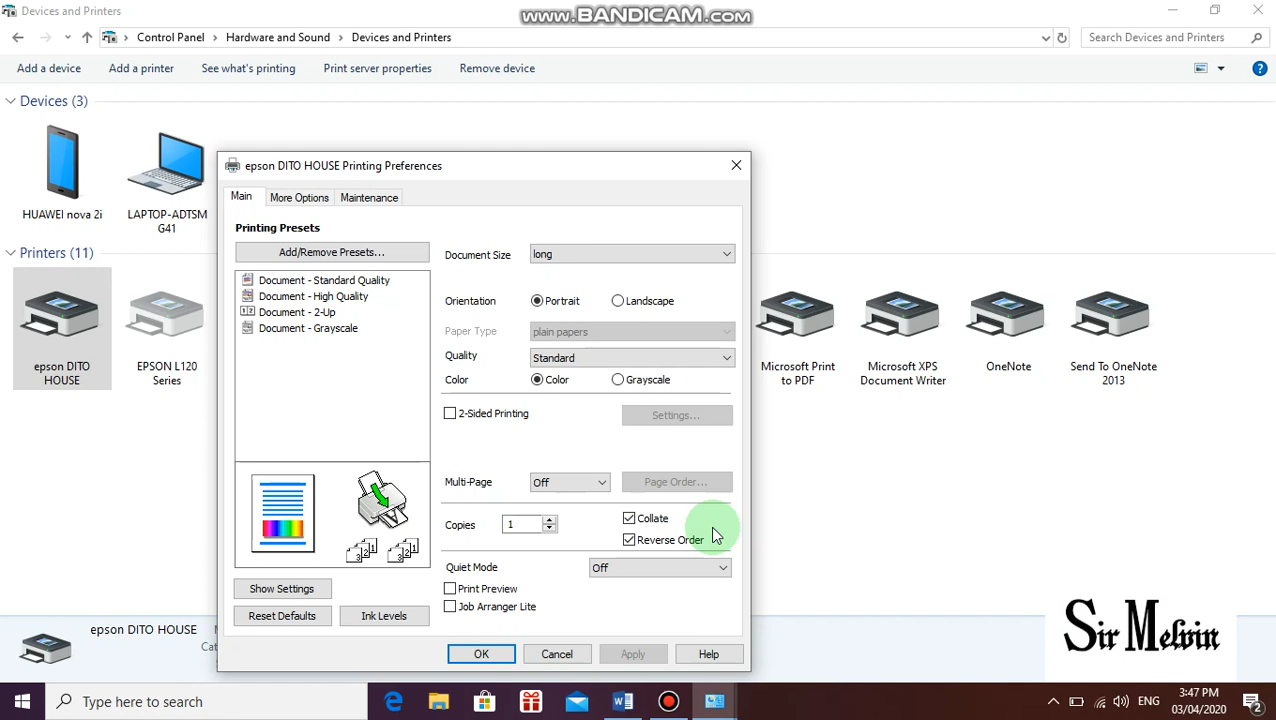 Devices and Printers
www.BANDICAM.com
Control Panel > Hardware and Sound > Devices and Printers
Search Devices and Printers
Add a device Add a printer See what's printing Print server properties Remove device
Devices (3)
HUAWEI nova 2i
LAPTOP-ADTSM
G41
Printers (11)
epson DITO
HOUSE
EPSON L120
Series
Microsoft Print
to PDF
Microsoft XPS
Document Writer
OneNote
Send To OneNote
2013
epson DITO HOUSE Printing Preferences
Main More Options Maintenance
Printing Presets
Add/Remove Presets...
Document - Standard Quality
Document - High Quality
Document - 2-Up
Document - Grayscale
Document Size long
Orientation Portrait Landscape
Paper Type plain papers
Quality Standard
Color Color Grayscale
2-Sided Printing Settings...
Multi-Page Off Page Order...
Copies 1 Collate
Reverse Order
Quiet Mode Off
Print Preview
Job Arranger Lite
Show Settings
Reset Defaults Ink Levels
OK Cancel Apply Help
epson DITO HOUSE
Sir Melvin
Type here to search
ENG
3:47 PM
03/04/2020
2